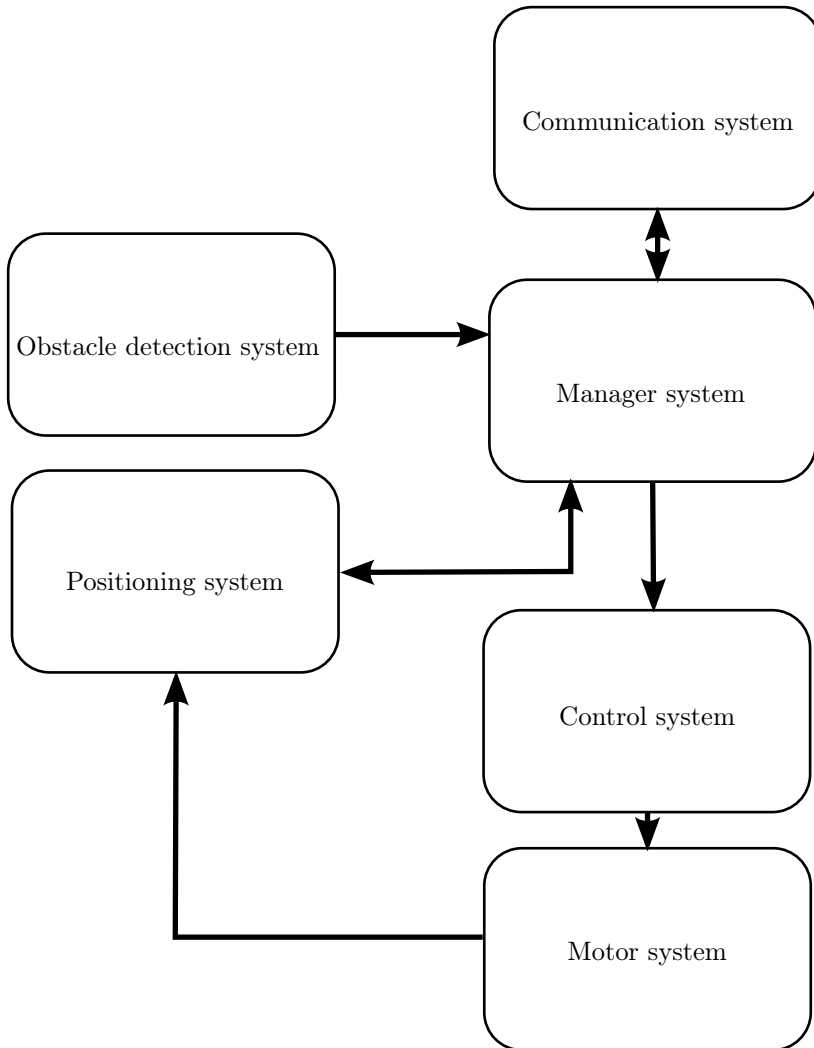 Communication system
Obstacle detection system
Manager system
Positioning system
Control system
Motor system